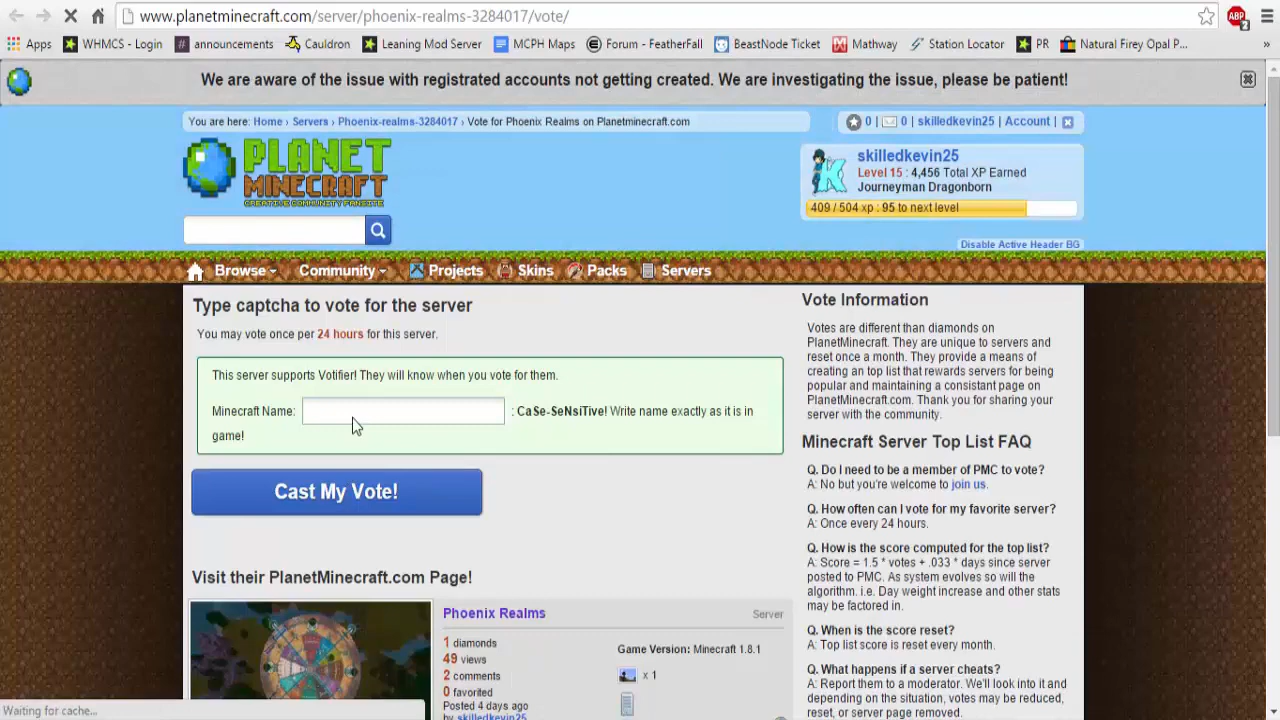 www.planetminecraft.com/server/phoenix-realms-3284017/vote/
ABP
2
Apps WHMCS - Login announcements Cauldron Leaning Mod Server MCPH Maps Forum - FeatherFall BeastNode Ticket Mathway Station Locator PR Natural Firey Opal P... »
We are aware of the issue with registrated accounts not getting created. We are investigating the issue, please be patient!
You are here: Home › Servers › Phoenix-realms-3284017 › Vote for Phoenix Realms on Planetminecraft.com
0 | 0 | skilledkevin25 | Account |
PLANET
MINECRAFT
CREATIVE COMMUNITY FANSITE
skilledkevin25
Level 15 : 4,456 Total XP Earned
Journeyman Dragonborn
409 / 504 xp : 95 to next level
Disable Active Header BG
Browse Community Projects Skins Packs Servers
Type captcha to vote for the server
You may vote once per 24 hours for this server.
This server supports Votifier! They will know when you vote for them.
Minecraft Name: : CaSe-SeNsiTive! Write name exactly as it is in
game!
Cast My Vote!
Visit their PlanetMinecraft.com Page!
Phoenix Realms
Server
1 diamonds
49 views
2 comments
0 favorited
Posted 4 days ago
by skilledkevin25
Game Version: Minecraft 1.8.1
x 1
Vote Information
Votes are different than diamonds on
PlanetMinecraft. They are unique to servers and
reset once a month. They provide a means of
creating an top list that rewards servers for being
popular and maintaining a consistant page on
PlanetMinecraft.com. Thank you for sharing your
server with the community.
Minecraft Server Top List FAQ
Q. Do I need to be a member of PMC to vote?
A: No but you're welcome to join us.
Q. How often can I vote for my favorite server?
A: Once every 24 hours.
Q. How is the score computed for the top list?
A: Score = 1.5 * votes + .033 * days since server
posted to PMC. As system evolves so will the
algorithm. i.e. Day weight increase and other stats
may be factored in.
Q. When is the score reset?
A: Top list score is reset every month.
Q. What happens if a server cheats?
A: Report them to a moderator. We'll look into it and
depending on the situation, votes may be reduced,
reset, or server page removed.
Waiting for cache...